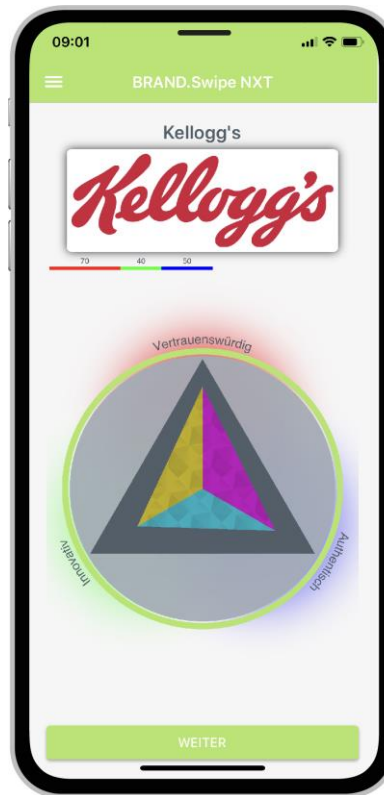 09:01
BRAND.Swipe NXT
Kellogg's
Kellogg's
70 40 50
Vertrauenswürdig
Innovativ
Authentisch
WEITER